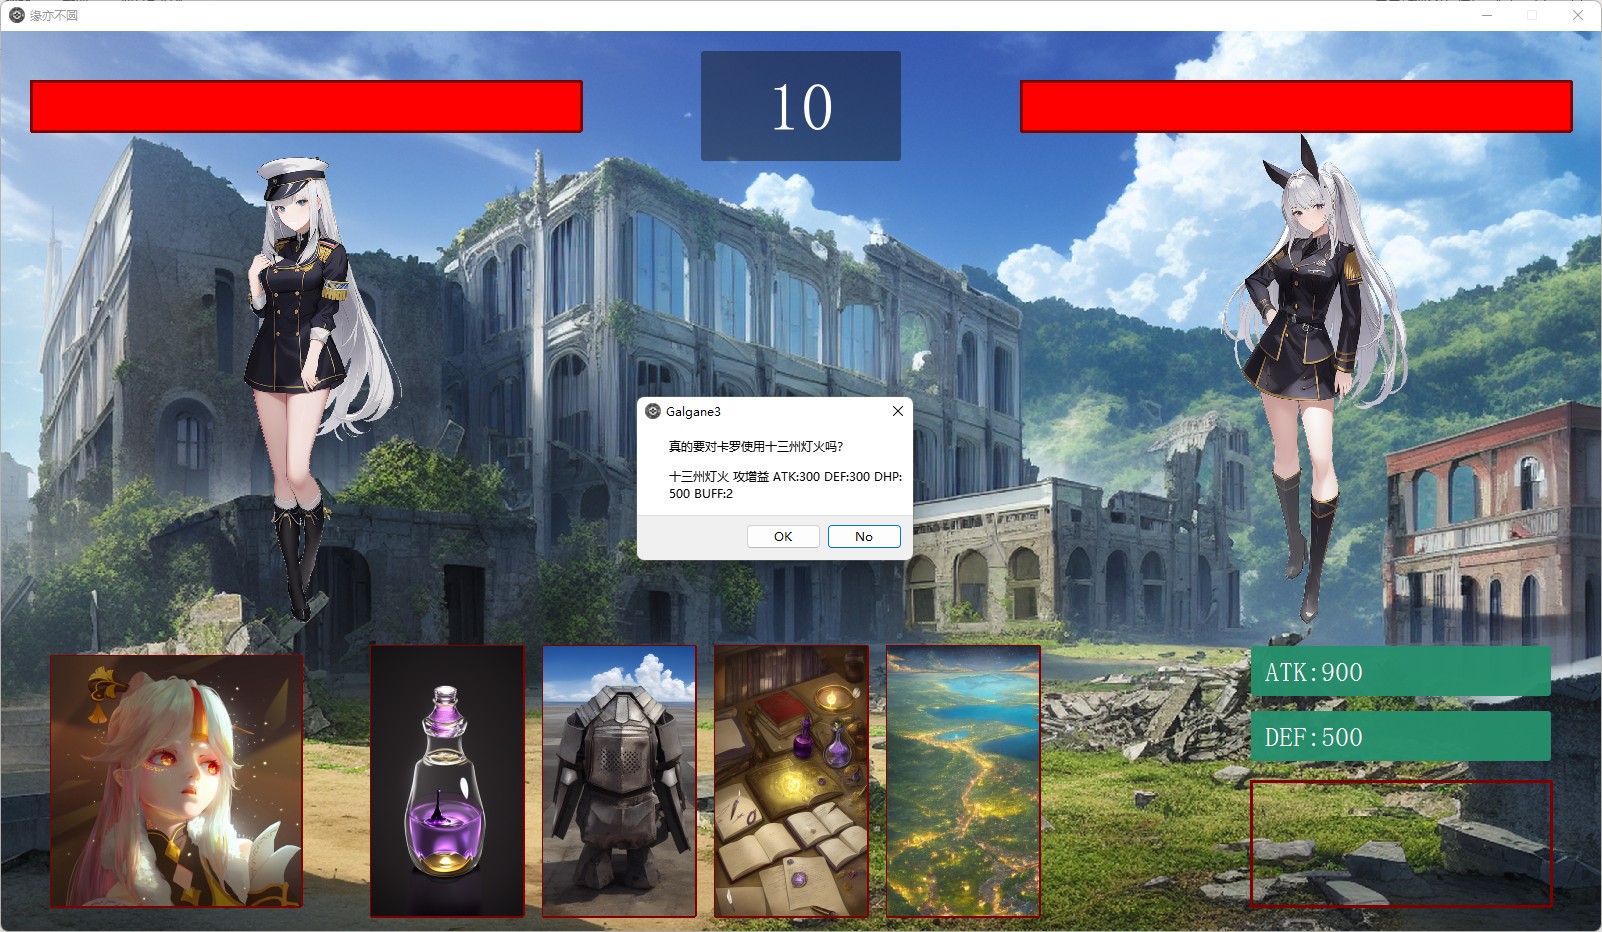 缘亦不圆
10
Galgane3
真的要对卡罗使用十三州灯火吗?
十三州灯火 攻增益 ATK:300 DEF:300 DHP:
500 BUFF:2
OK
No
ATK:900
DEF:500